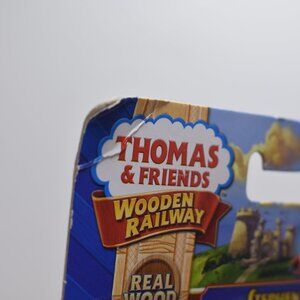 THOMAS
& FRIENDS
WOODEN
RAILWAY
REAL
WOOD